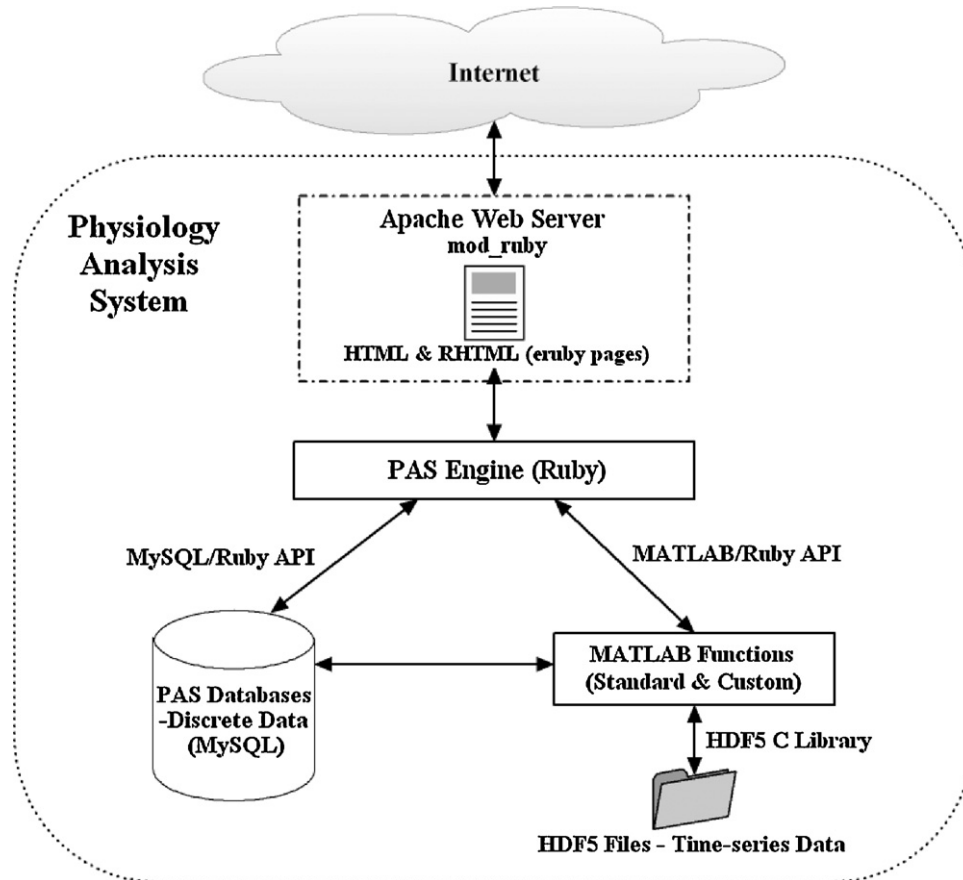 Internet
Physiology
Analysis
System
Apache Web Server
mod_ruby
HTML & RHTML (eruby pages)
PAS Engine (Ruby)
MySQL/Ruby API
MATLAB/Ruby API
PAS Databases
-Discrete Data
(MySQL)
MATLAB Functions
(Standard & Custom)
HDF5 C Library
HDF5 Files - Time-series Data